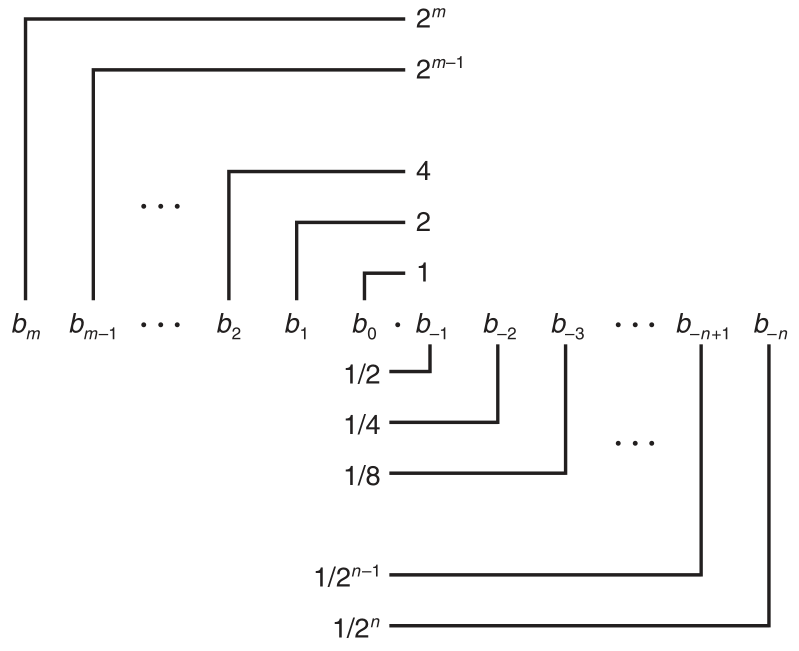 2^m
2^{m–1}
4
· · ·
2
1
b_m b_{m–1} · · · b_2 b_1 b_0 · b_{–1} b_{–2} b_{–3} · · · b_{–n+1} b_{–n}
1/2
1/4
· · ·
1/8
1/2^{n–1}
1/2^n